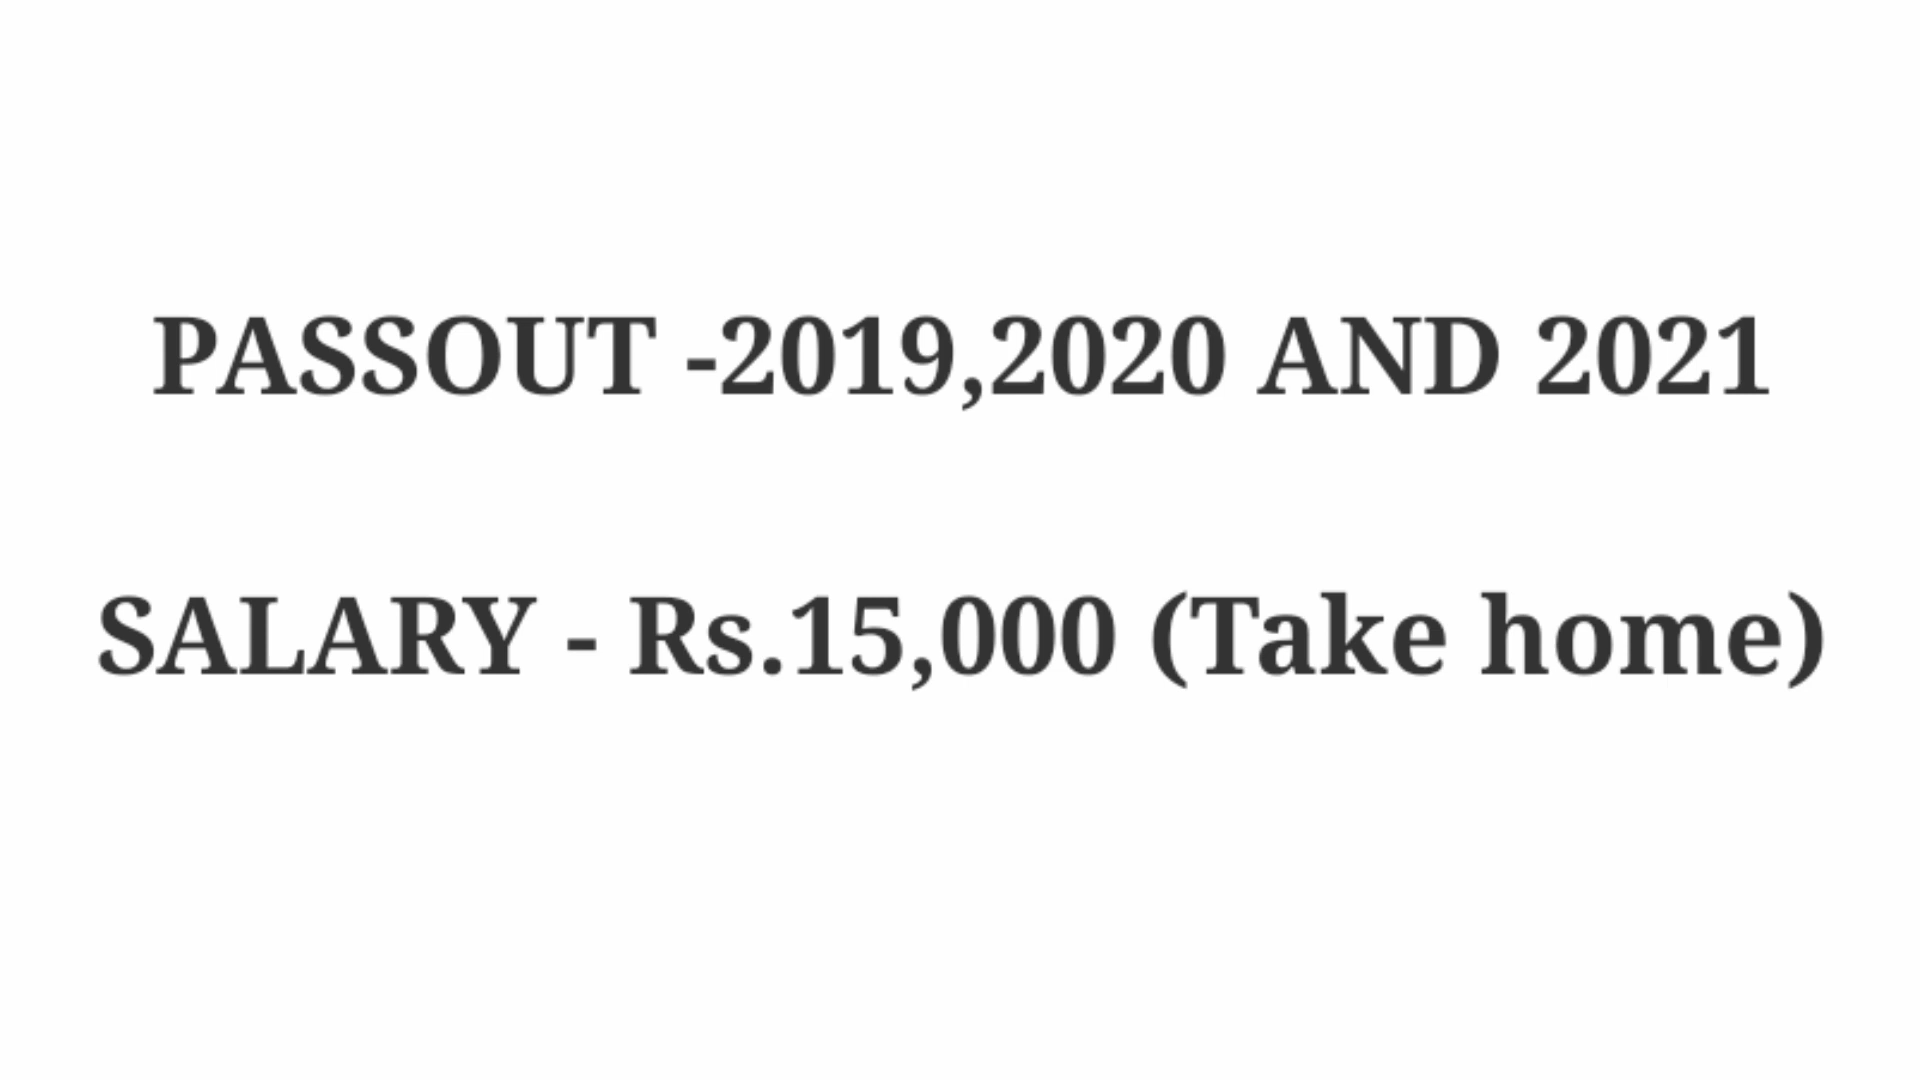 PASSOUT -2019,2020 AND 2021
SALARY - Rs.15,000 (Take home)